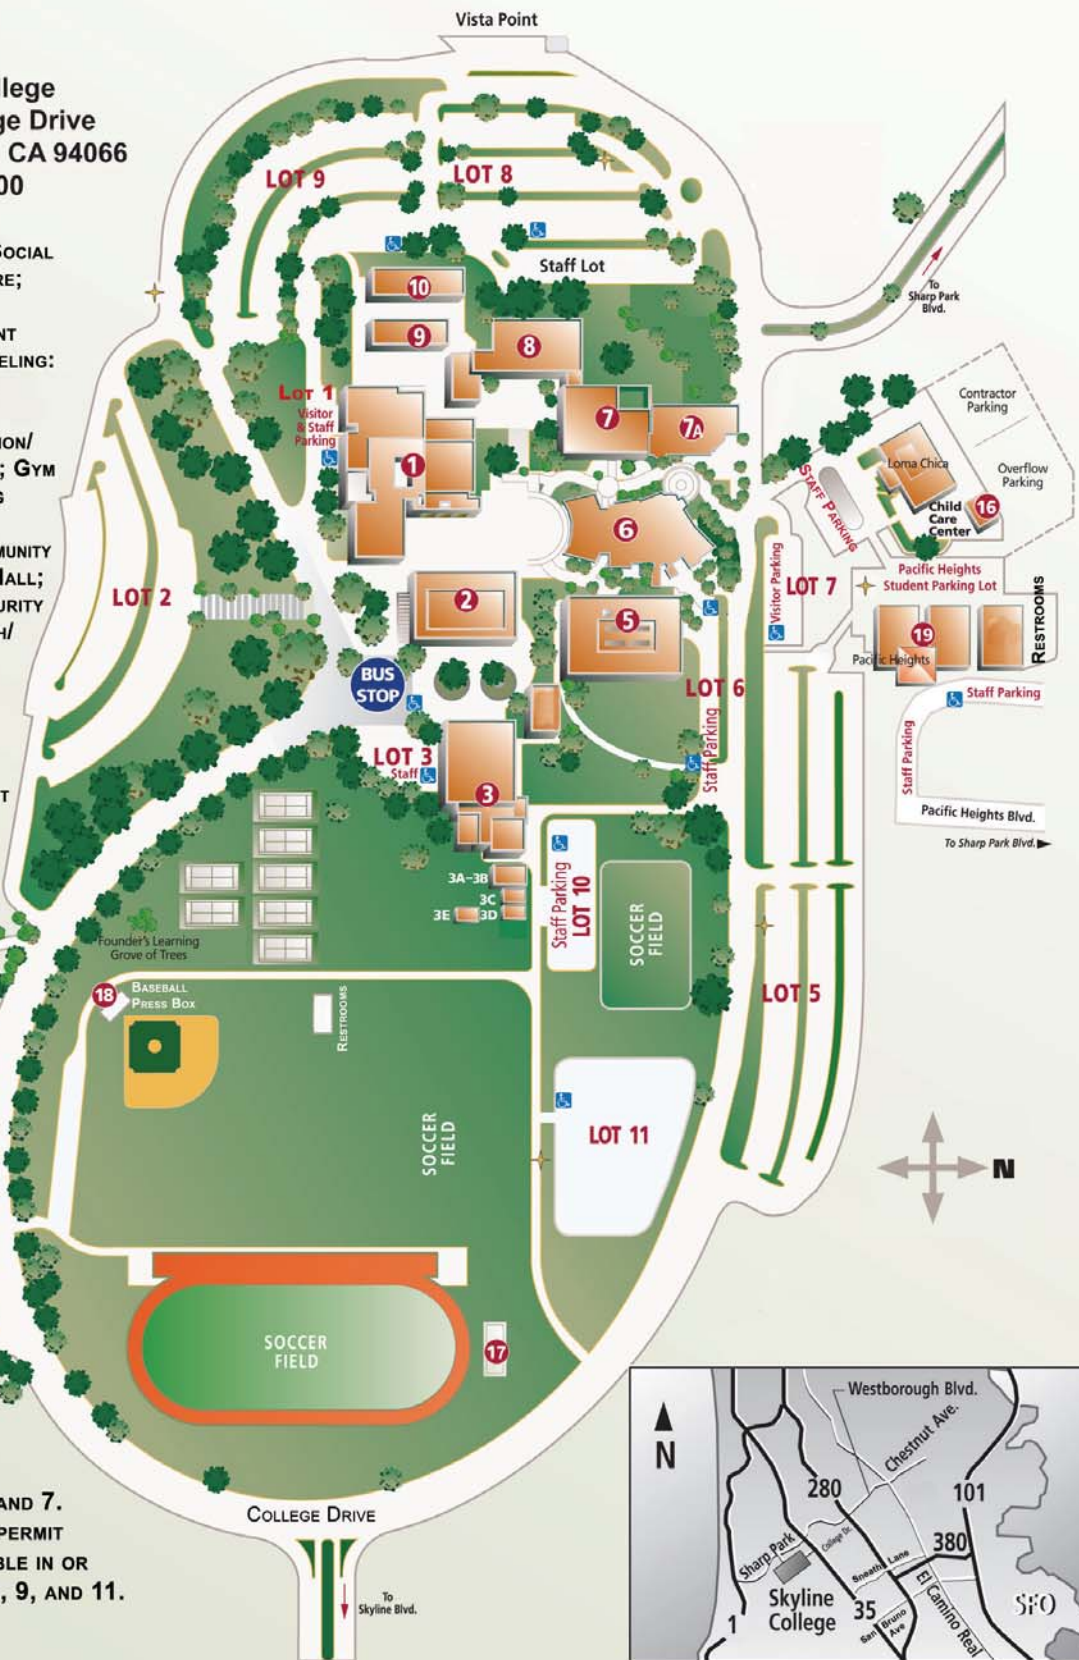 Vista Point
llege
ge Drive
CA 94066
00
SOCIAL
RE;
NT
ELING:
ION/
; GYM
G
MUNITY
HALL;
URITY
H/
T
LOT 9
LOT 8
Staff Lot
To
Sharp Park
Blvd.
10
9
8
LOT 1
Visitor
& Staff
Parking
7
7A
1
6
Contractor
Parking
Loma Chica
Overflow
Parking
STAFF PARKING
Child
Care
Center
16
LOT 2
2
5
Visitor Parking
LOT 7
Pacific Heights
Student Parking Lot
RESTROOMS
19
Pacific Heights
BUS
STOP
LOT 6
Staff Parking
Staff Parking
Staff Parking
LOT 3
Staff
3
Pacific Heights Blvd.
To Sharp Park Blvd.
3A-3B
3C
3E
3D
Staff Parking
LOT 10
SOCCER
FIELD
Founder's Learning
Grove of Trees
18
BASEBALL
PRESS BOX
RESTROOMS
LOT 5
SOCCER
FIELD
LOT 11
N
SOCCER
FIELD
17
COLLEGE DRIVE
To
Skyline Blvd.
AND 7.
PERMIT
BLE IN OR
, 9, AND 11.
N
Westborough Blvd.
Chestnut Ave.
280
101
Sharp Park
College Dr.
380
Sneath Lane
Skyline
College
35
San Bruno
Ave
El Camino Real
SFO
1